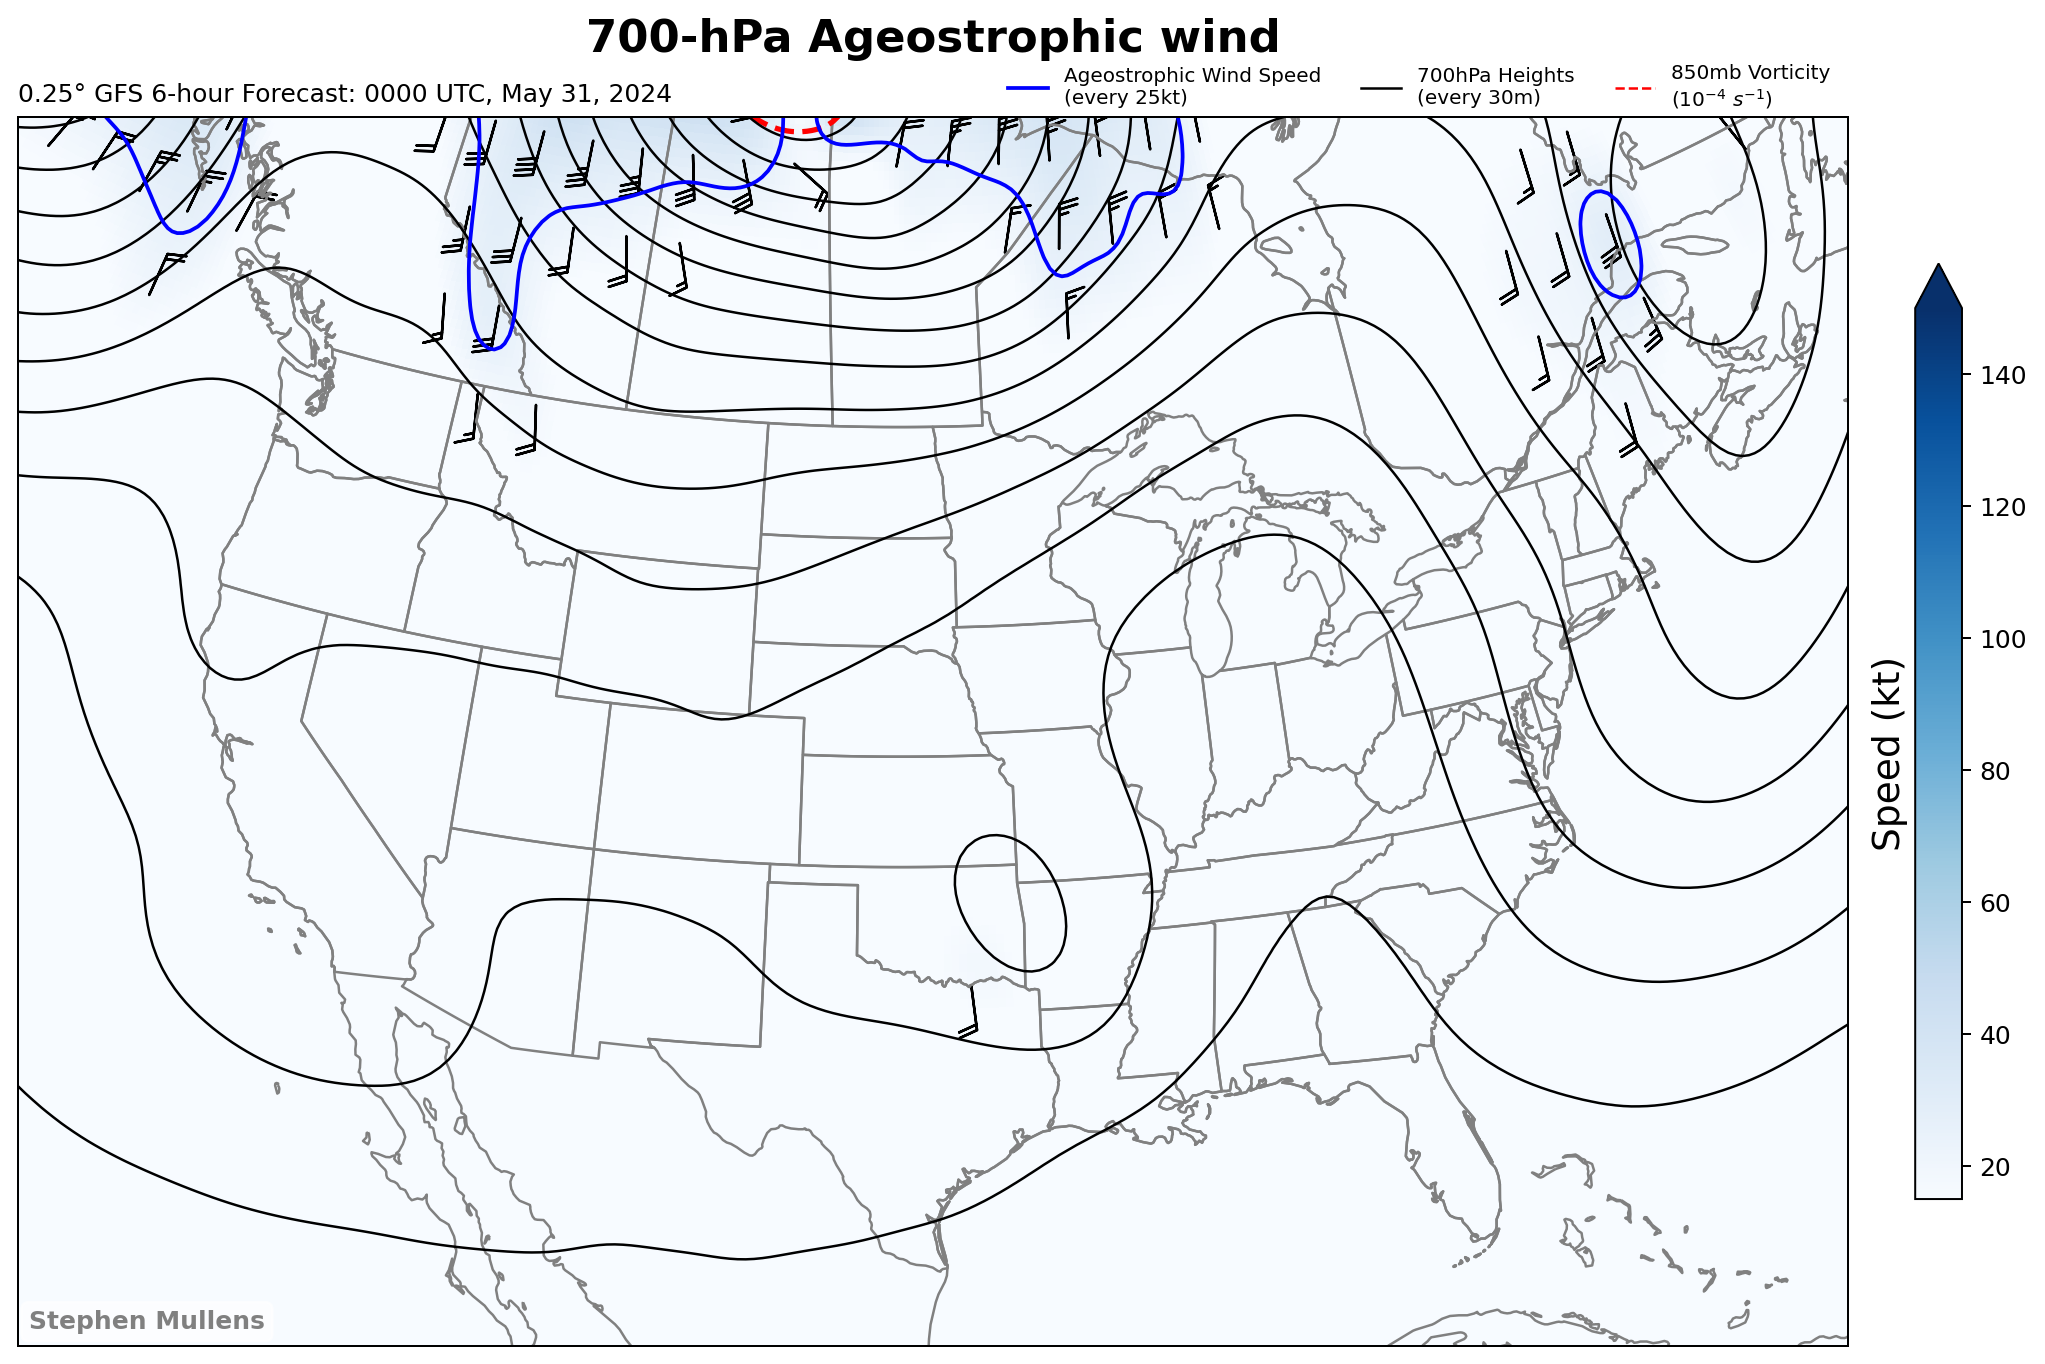 700-hPa Ageostrophic wind
0.25° GFS 6-hour Forecast: 0000 UTC, May 31, 2024
Ageostrophic Wind Speed
(every 25kt)
700hPa Heights
(every 30m)
850mb Vorticity
(10⁻⁴ s⁻¹)
140
120
100
80
60
40
20
Speed (kt)
Stephen Mullens